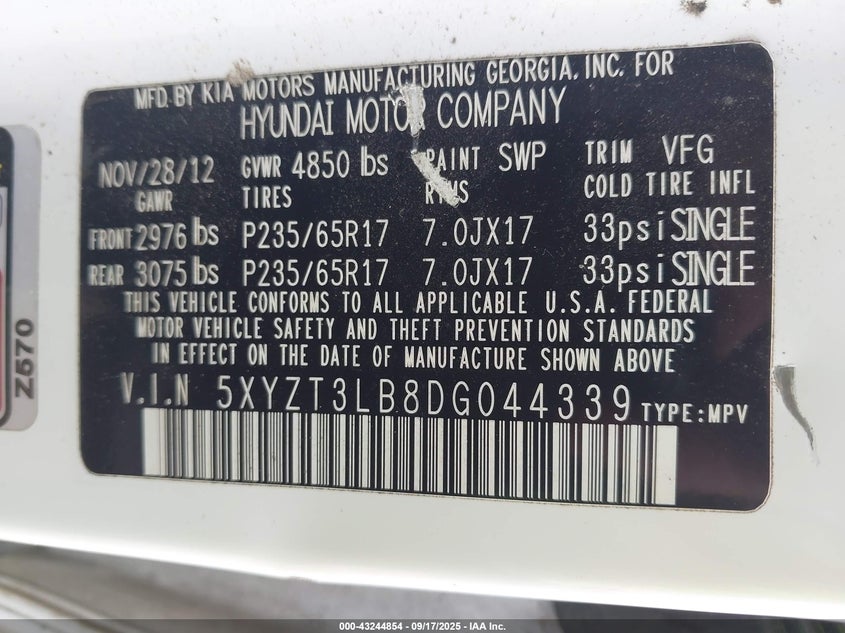 MFD. BY KIA MOTORS MANUFACTURING GEORGIA, INC. FOR
HYUNDAI MOTOR COMPANY
NOV/28/12 GVWR 4850 lbs PAINT SWP TRIM VFG
GAWR TIRES RIMS COLD TIRE INFL
FRONT 2976 lbs P235/65R17 7.0JX17 33psi SINGLE
REAR 3075 lbs P235/65R17 7.0JX17 33psi SINGLE
THIS VEHICLE CONFORMS TO ALL APPLICABLE U.S.A. FEDERAL
MOTOR VEHICLE SAFETY AND THEFT PREVENTION STANDARDS
IN EFFECT ON THE DATE OF MANUFACTURE SHOWN ABOVE
V.I.N 5XYZT3LB8DG044339 TYPE:MPV
Z570
000-43244854 - 09/17/2025 - IAA Inc.